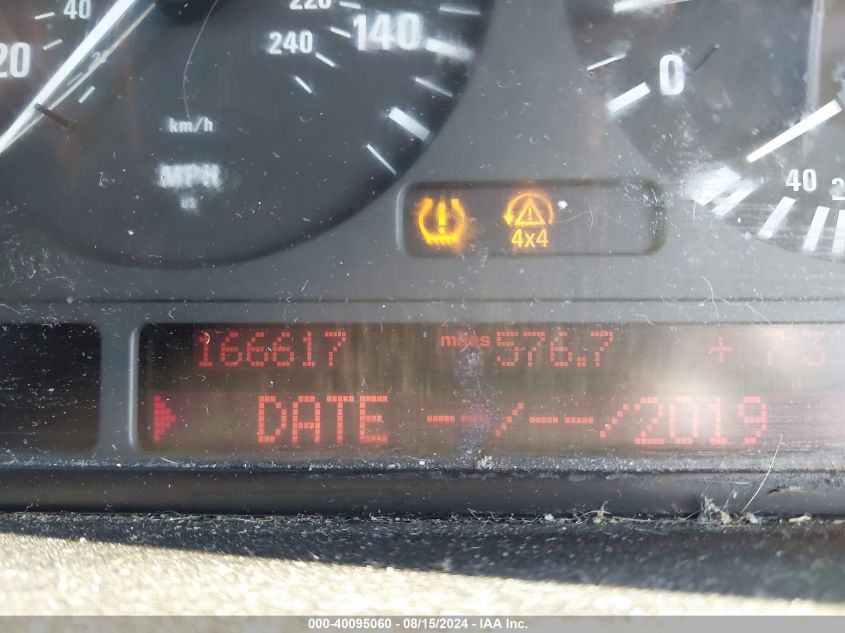 40
20
220
240
140
km/h
MPH
0
40
4x4
166617 miles 576.7 +
DATE --/--/2019
000-40095060 - 08/15/2024 - IAA Inc.